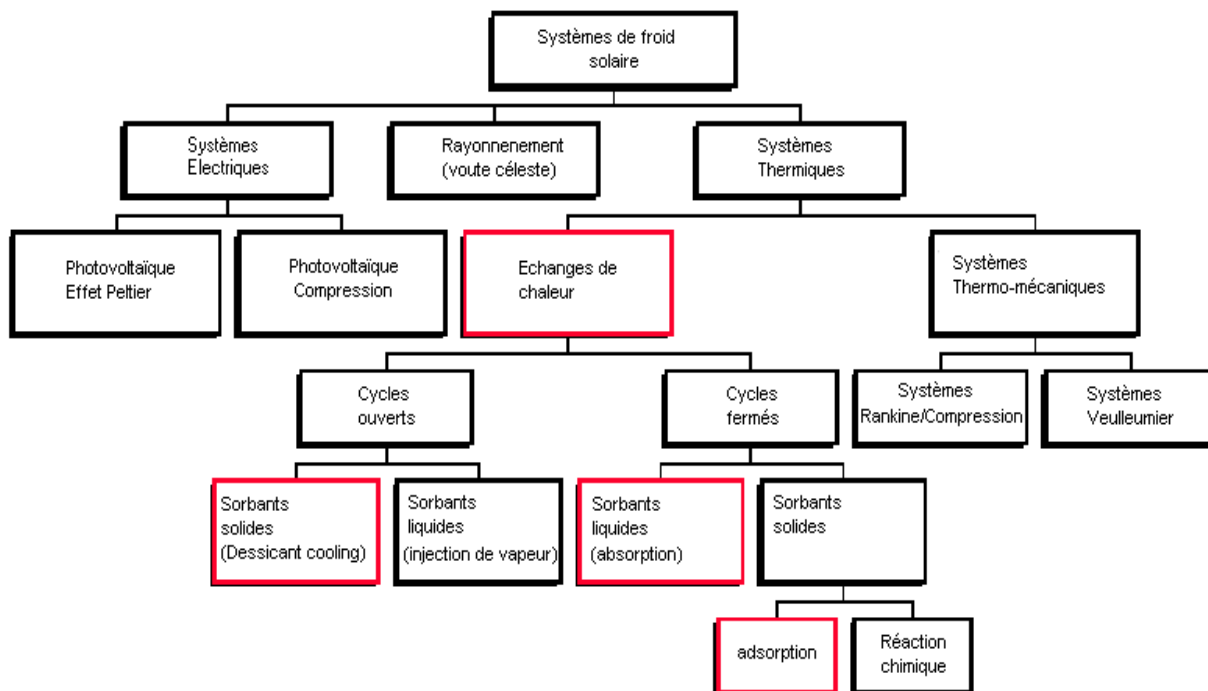 Systèmes de froid
solaire
Systèmes
Electriques
Rayonnenement
(voute céleste)
Systèmes
Thermiques
Photovoltaïque
Effet Peltier
Photovoltaïque
Compression
Echanges de
chaleur
Systèmes
Thermo-mécaniques
Cycles
ouverts
Cycles
fermés
Systèmes
Rankine/Compression
Systèmes
Veulleumier
Sorbants
solides
(Dessicant cooling)
Sorbants
liquides
(injection de vapeur)
Sorbants
liquides
(absorption)
Sorbants
solides
adsorption
Réaction
chimique